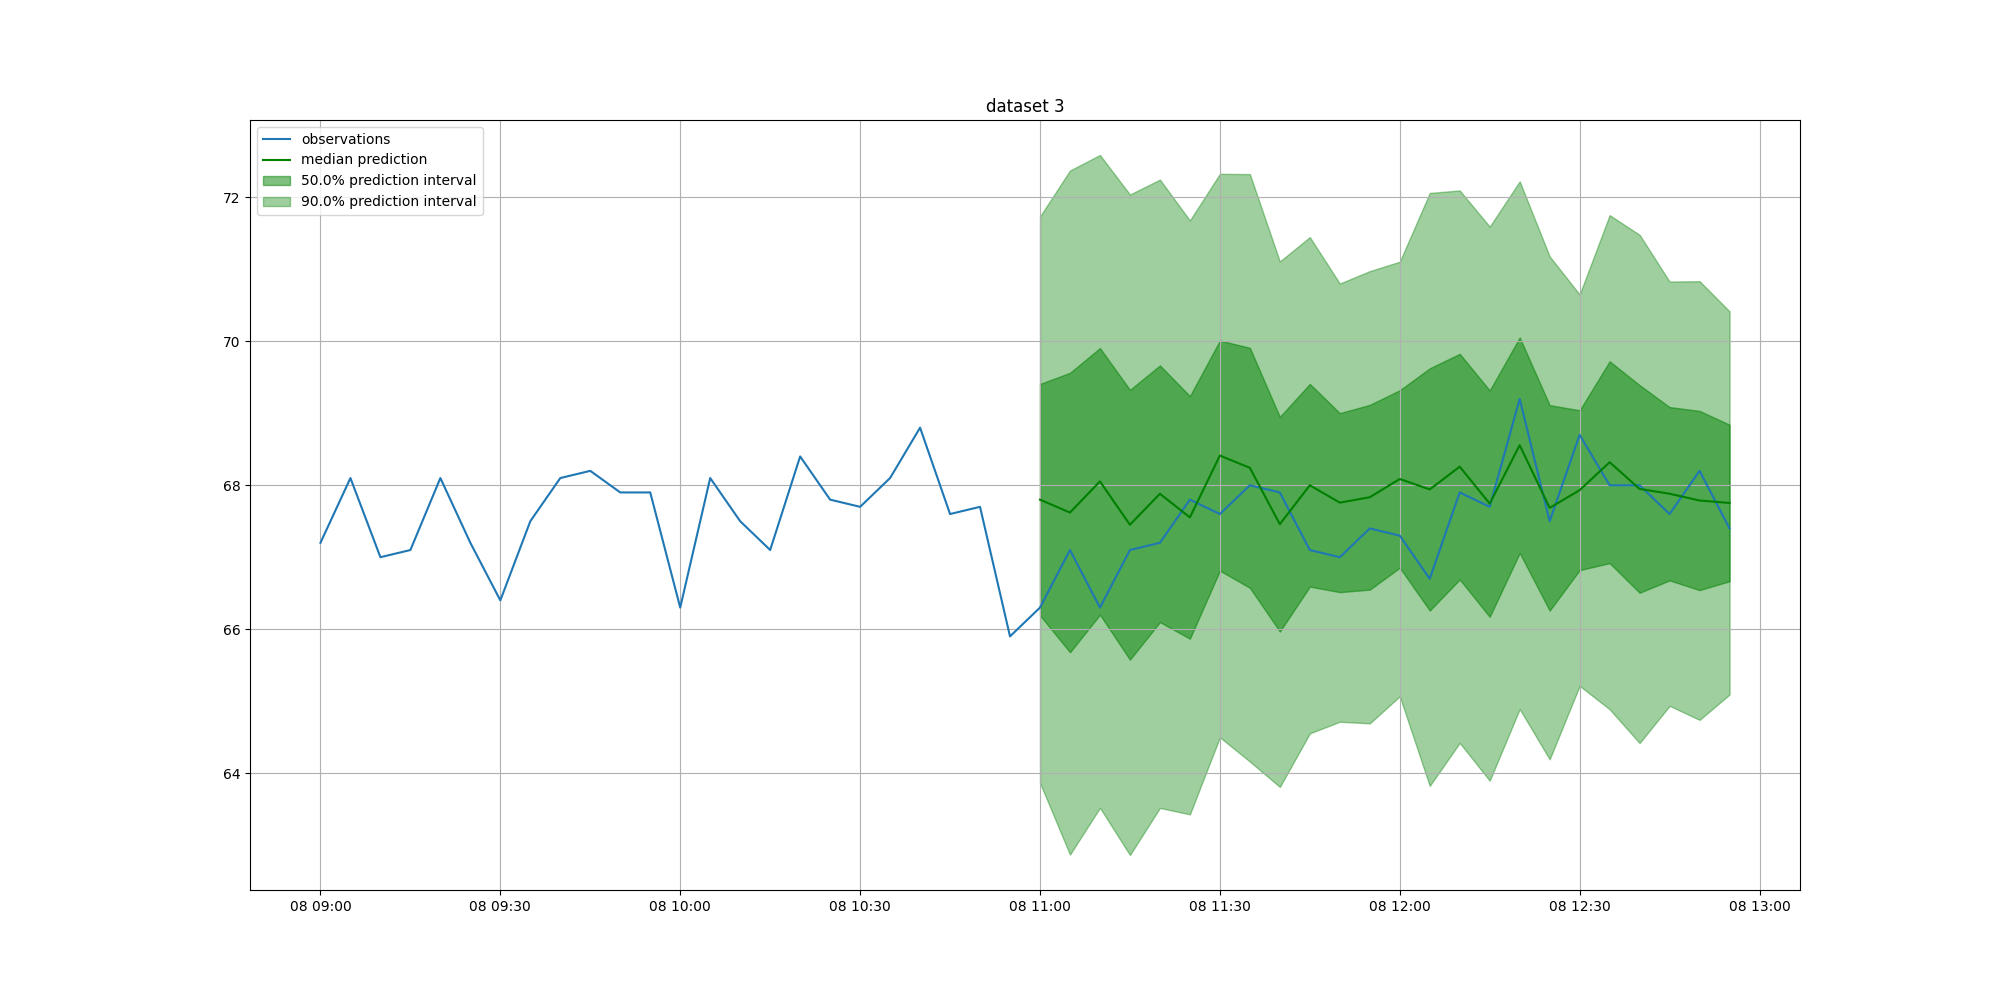 dataset 3
observations
median prediction
50.0% prediction interval
90.0% prediction interval
72
70
68
66
64
08 09:00
08 09:30
08 10:00
08 10:30
08 11:00
08 11:30
08 12:00
08 12:30
08 13:00